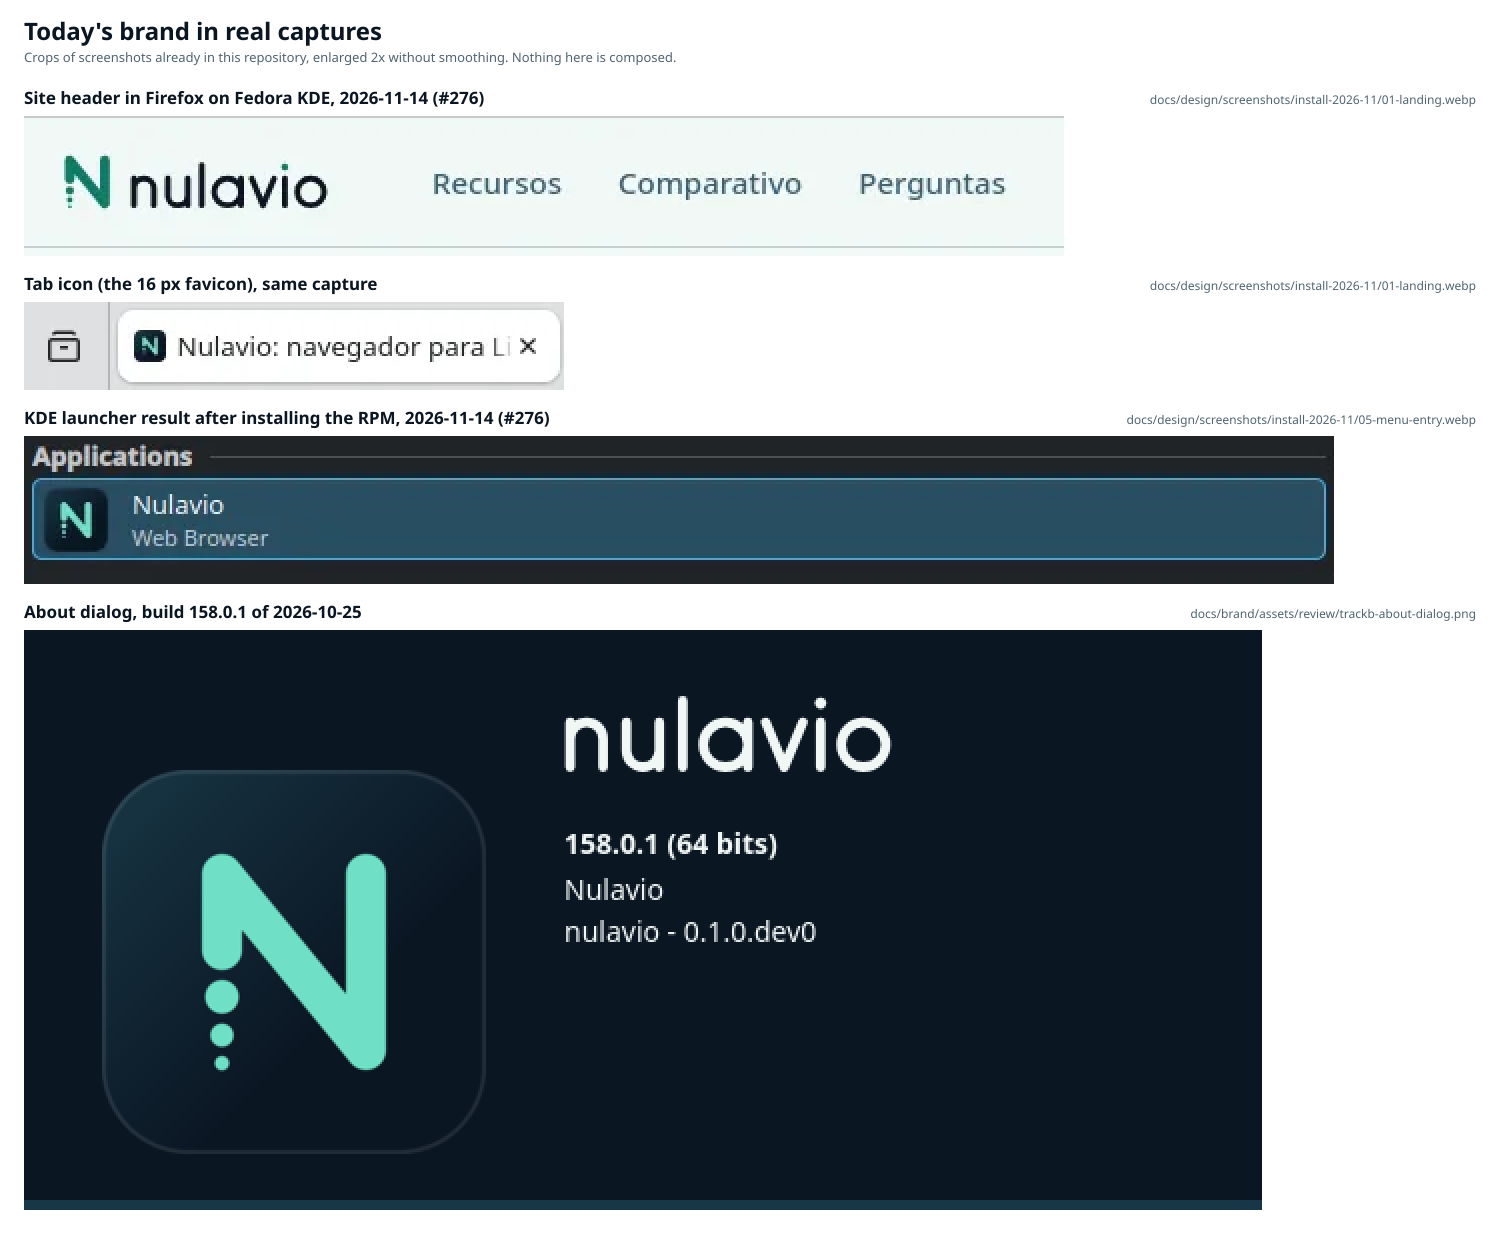 Today's brand in real captures
Crops of screenshots already in this repository, enlarged 2x without smoothing. Nothing here is composed.
Site header in Firefox on Fedora KDE, 2026-11-14 (#276) docs/design/screenshots/install-2026-11/01-landing.webp
N nulavio Recursos Comparativo Perguntas
Tab icon (the 16 px favicon), same capture docs/design/screenshots/install-2026-11/01-landing.webp
N Nulavio: navegador para Li
KDE launcher result after installing the RPM, 2026-11-14 (#276) docs/design/screenshots/install-2026-11/05-menu-entry.webp
Applications
N Nulavio
Web Browser
About dialog, build 158.0.1 of 2026-10-25 docs/brand/assets/review/trackb-about-dialog.png
nulavio
N
158.0.1 (64 bits)
Nulavio
nulavio - 0.1.0.dev0